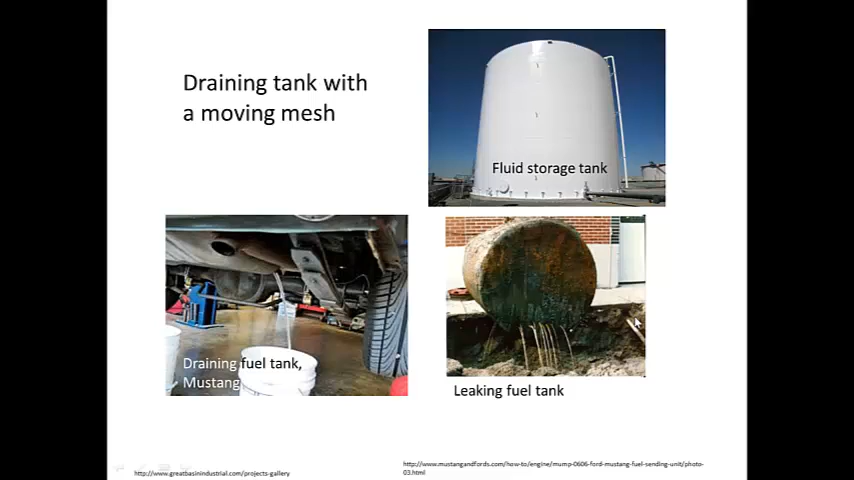 Draining tank with
a moving mesh
Fluid storage tank
Draining fuel tank,
Mustang
Leaking fuel tank
http://www.greatbasinindustrial.com/projects-gallery
http://www.mustangandfords.com/how-to/engine/mump-0606-ford-mustang-fuel-sending-unit/photo-
03.html